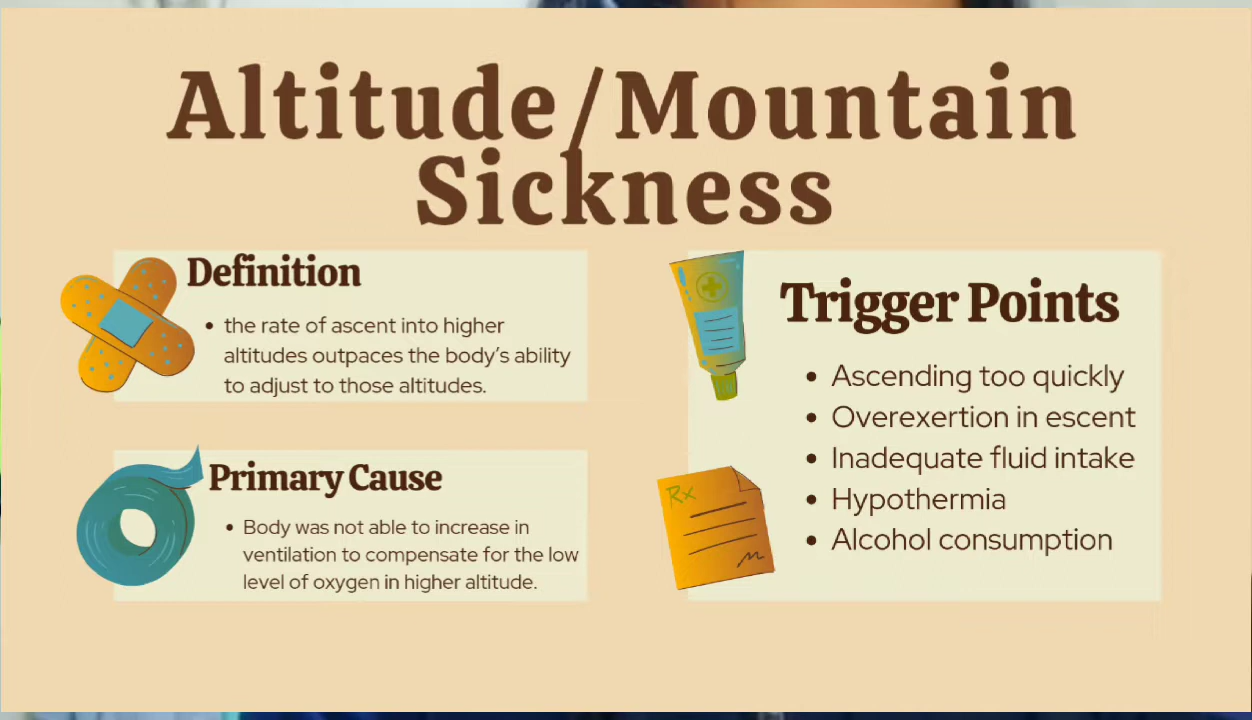 Altitude/Mountain
Sickness
Definition
• the rate of ascent into higher
altitudes outpaces the body's ability
to adjust to those altitudes.
Primary Cause
• Body was not able to increase in
ventilation to compensate for the low
level of oxygen in higher altitude.
Trigger Points
• Ascending too quickly
• Overexertion in escent
• Inadequate fluid intake
• Hypothermia
• Alcohol consumption
Rx